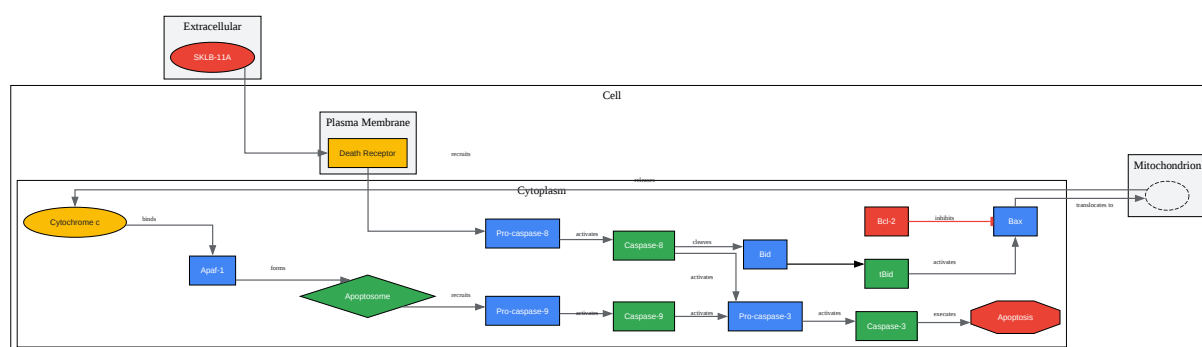 Extracellular
SKLB-11A
Cell
Plasma Membrane
Death Receptor
recruits
Mitochondrion
releases
Cytoplasm
translocates to
Cytochrome c
binds
Bcl-2
inhibits
Bax
Pro-caspase-8
activates
Caspase-8
cleaves
Bid
Apaf-1
forms
activates
tBid
activates
Apoptosome
recruits
Pro-caspase-9
activates
Caspase-9
activates
Pro-caspase-3
activates
Caspase-3
executes
Apoptosis